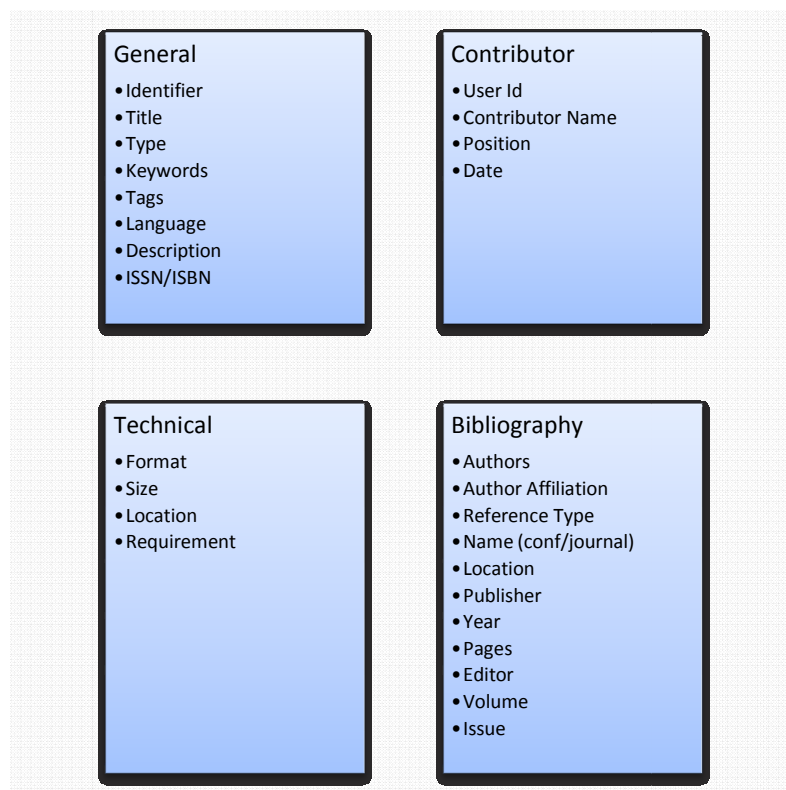 General
•Identifier
•Title
•Type
•Keywords
•Tags
•Language
•Description
•ISSN/ISBN
Contributor
•User Id
•Contributor Name
•Position
•Date
Technical
•Format
•Size
•Location
•Requirement
Bibliography
•Authors
•Author Affiliation
•Reference Type
•Name (conf/journal)
•Location
•Publisher
•Year
•Pages
•Editor
•Volume
•Issue